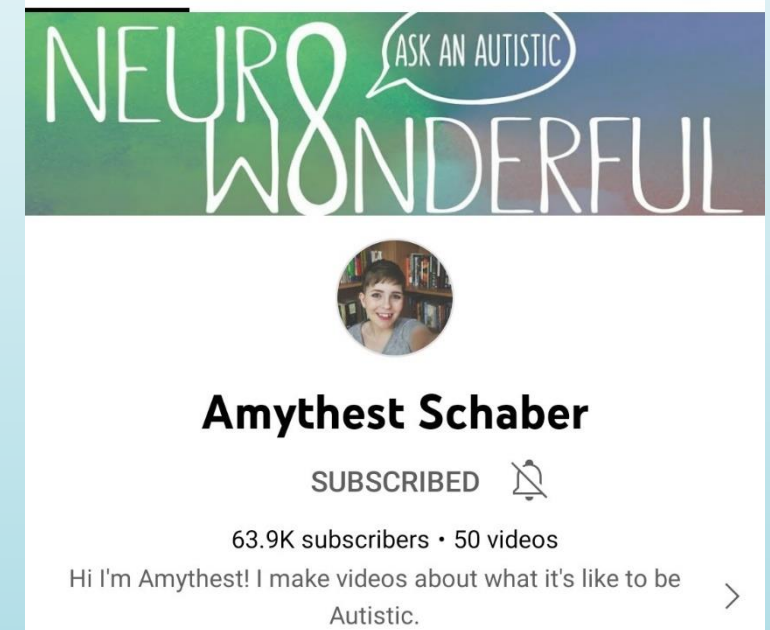 NEURO
ASK AN AUTISTIC
WONDERFUL
Amythest Schaber
SUBSCRIBED
63.9K subscribers • 50 videos
Hi I'm Amythest! I make videos about what it's like to be
Autistic.